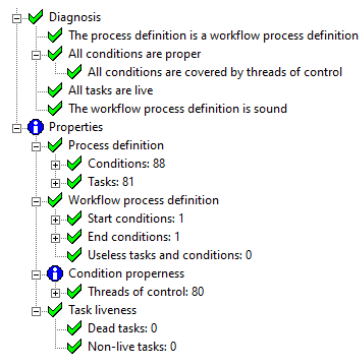 Diagnosis
The process definition is a workflow process definition
All conditions are proper
All conditions are covered by threads of control
All tasks are live
The workflow process definition is sound
Properties
Process definition
Conditions: 88
Tasks: 81
Workflow process definition
Start conditions: 1
End conditions: 1
Useless tasks and conditions: 0
Condition properness
Threads of control: 80
Task liveness
Dead tasks: 0
Non-live tasks: 0